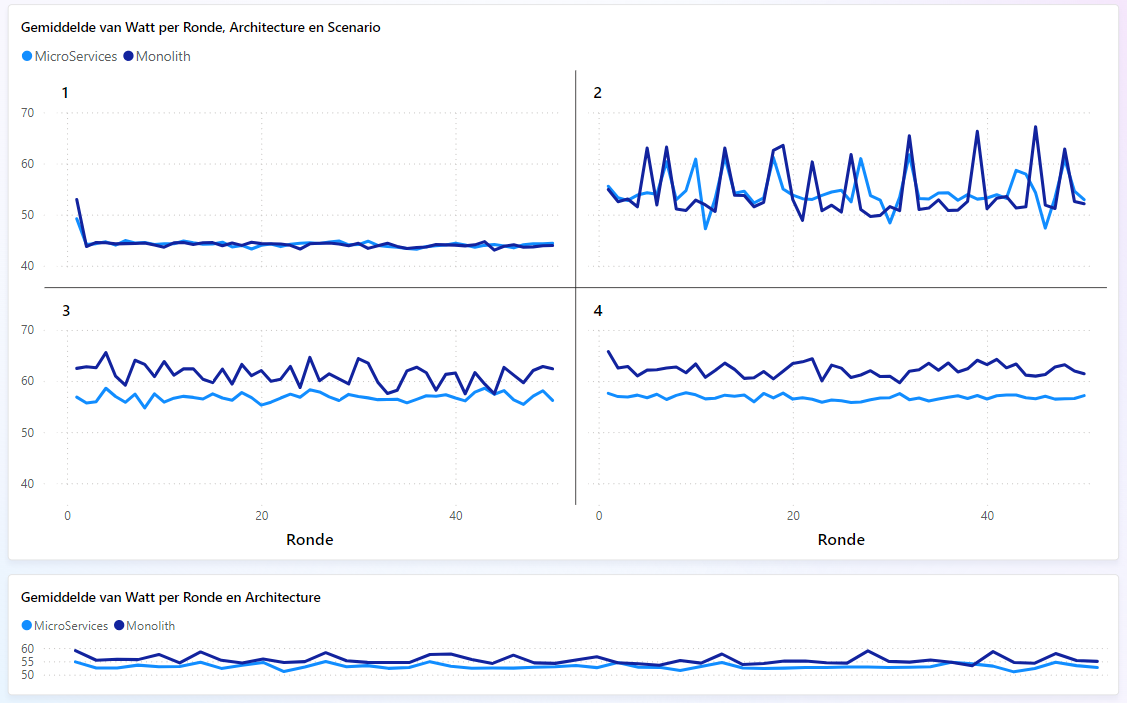 Gemiddelde van Watt per Ronde, Architecture en Scenario
MicroServices Monolith
1
2
70
60
50
40
3
4
70
60
50
40
0 20 40 0 20 40
Ronde Ronde
Gemiddelde van Watt per Ronde en Architecture
MicroServices Monolith
60
55
50